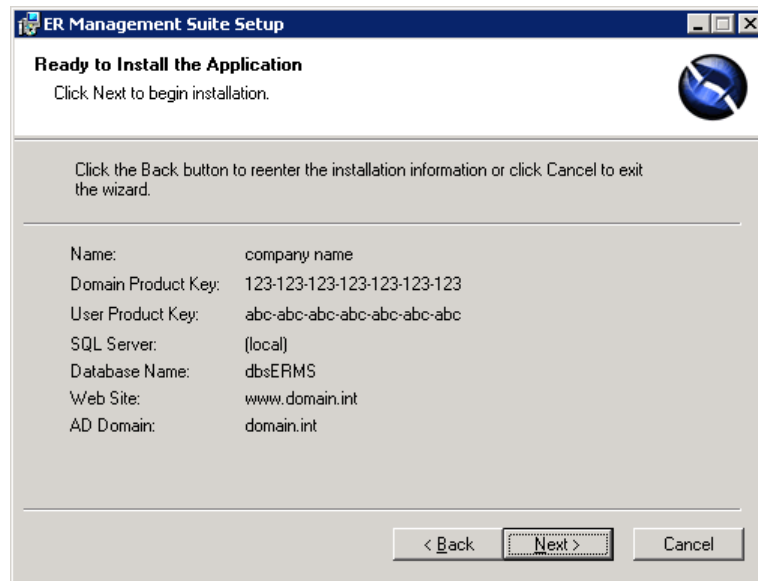 ER Management Suite Setup
Ready to Install the Application
Click Next to begin installation.
Click the Back button to reenter the installation information or click Cancel to exit
the wizard.
Name: company name
Domain Product Key: 123-123-123-123-123-123-123
User Product Key: abc-abc-abc-abc-abc-abc-abc
SQL Server: (local)
Database Name: dbsERMS
Web Site: www.domain.int
AD Domain: domain.int
< Back Next > Cancel